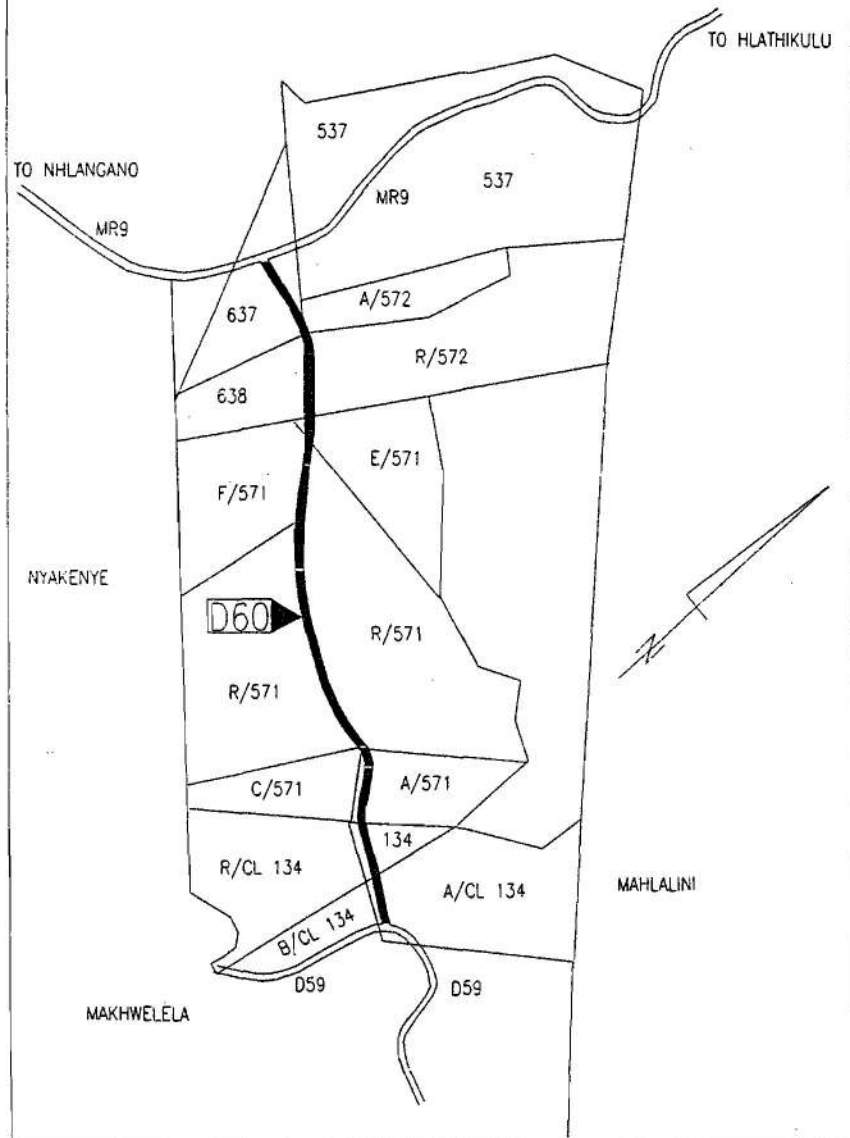 TO HLATHIKULU
537
TO NHLANGANO
MR9
537
MR9
A/572
637
R/572
638
E/571
F/571
NYAKENYE
D60
R/571
N
R/571
C/571
A/571
134
R/CL 134
A/CL 134
MAHLALINI
B/CL 134
D59
D59
MAKHWELELA